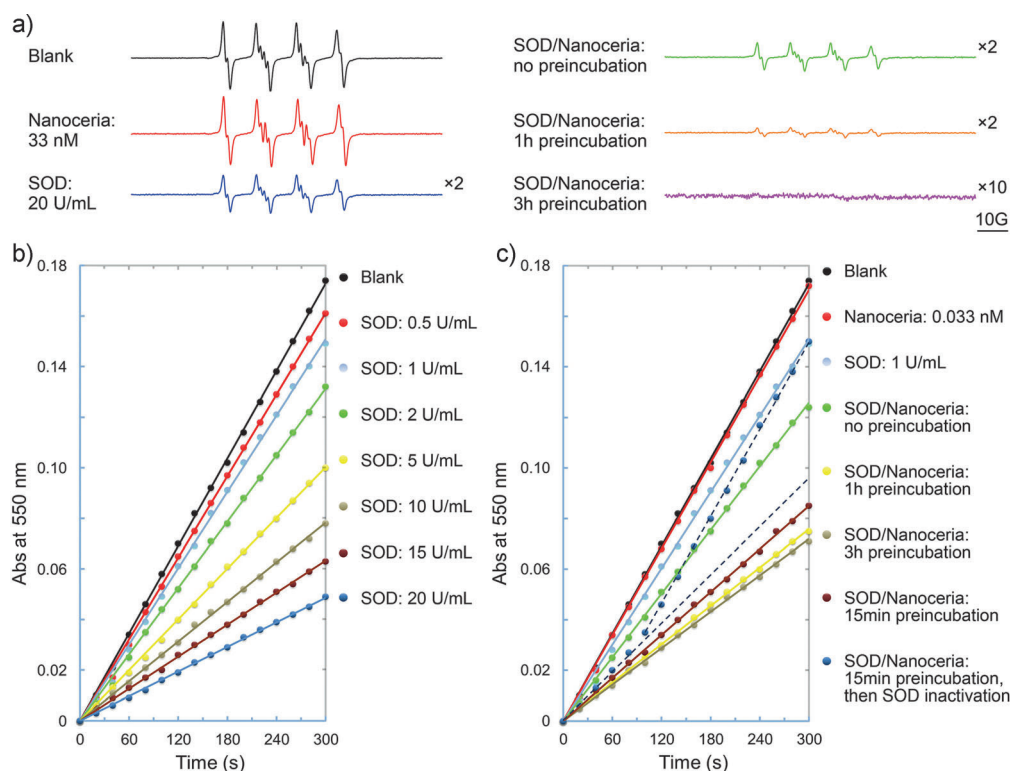 a)
Blank
Nanoceria:
33 nM
SOD:
20 U/mL
×2
SOD/Nanoceria:
no preincubation
×2
SOD/Nanoceria:
1h preincubation
×2
SOD/Nanoceria:
3h preincubation
×10
10G
b)
0.18
0.14
0.10
0.06
0.02
0
Abs at 550 nm
0
60
120
180
240
300
Time (s)
Blank
SOD: 0.5 U/mL
SOD: 1 U/mL
SOD: 2 U/mL
SOD: 5 U/mL
SOD: 10 U/mL
SOD: 15 U/mL
SOD: 20 U/mL
c)
0.18
0.14
0.10
0.06
0.02
0
Abs at 550 nm
0
60
120
180
240
300
Time (s)
Blank
Nanoceria: 0.033 nM
SOD: 1 U/mL
SOD/Nanoceria:
no preincubation
SOD/Nanoceria:
1h preincubation
SOD/Nanoceria:
3h preincubation
SOD/Nanoceria:
15min preincubation
SOD/Nanoceria:
15min preincubation,
then SOD inactivation